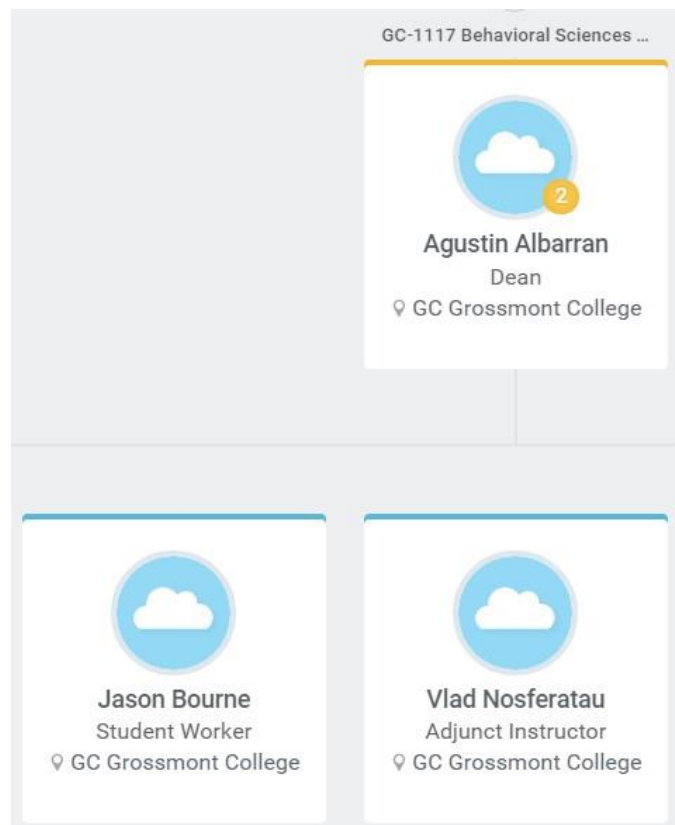 GC-1117 Behavioral Sciences ...
2
Agustin Albarran
Dean
GC Grossmont College
Jason Bourne
Student Worker
GC Grossmont College
Vlad Nosferatau
Adjunct Instructor
GC Grossmont College